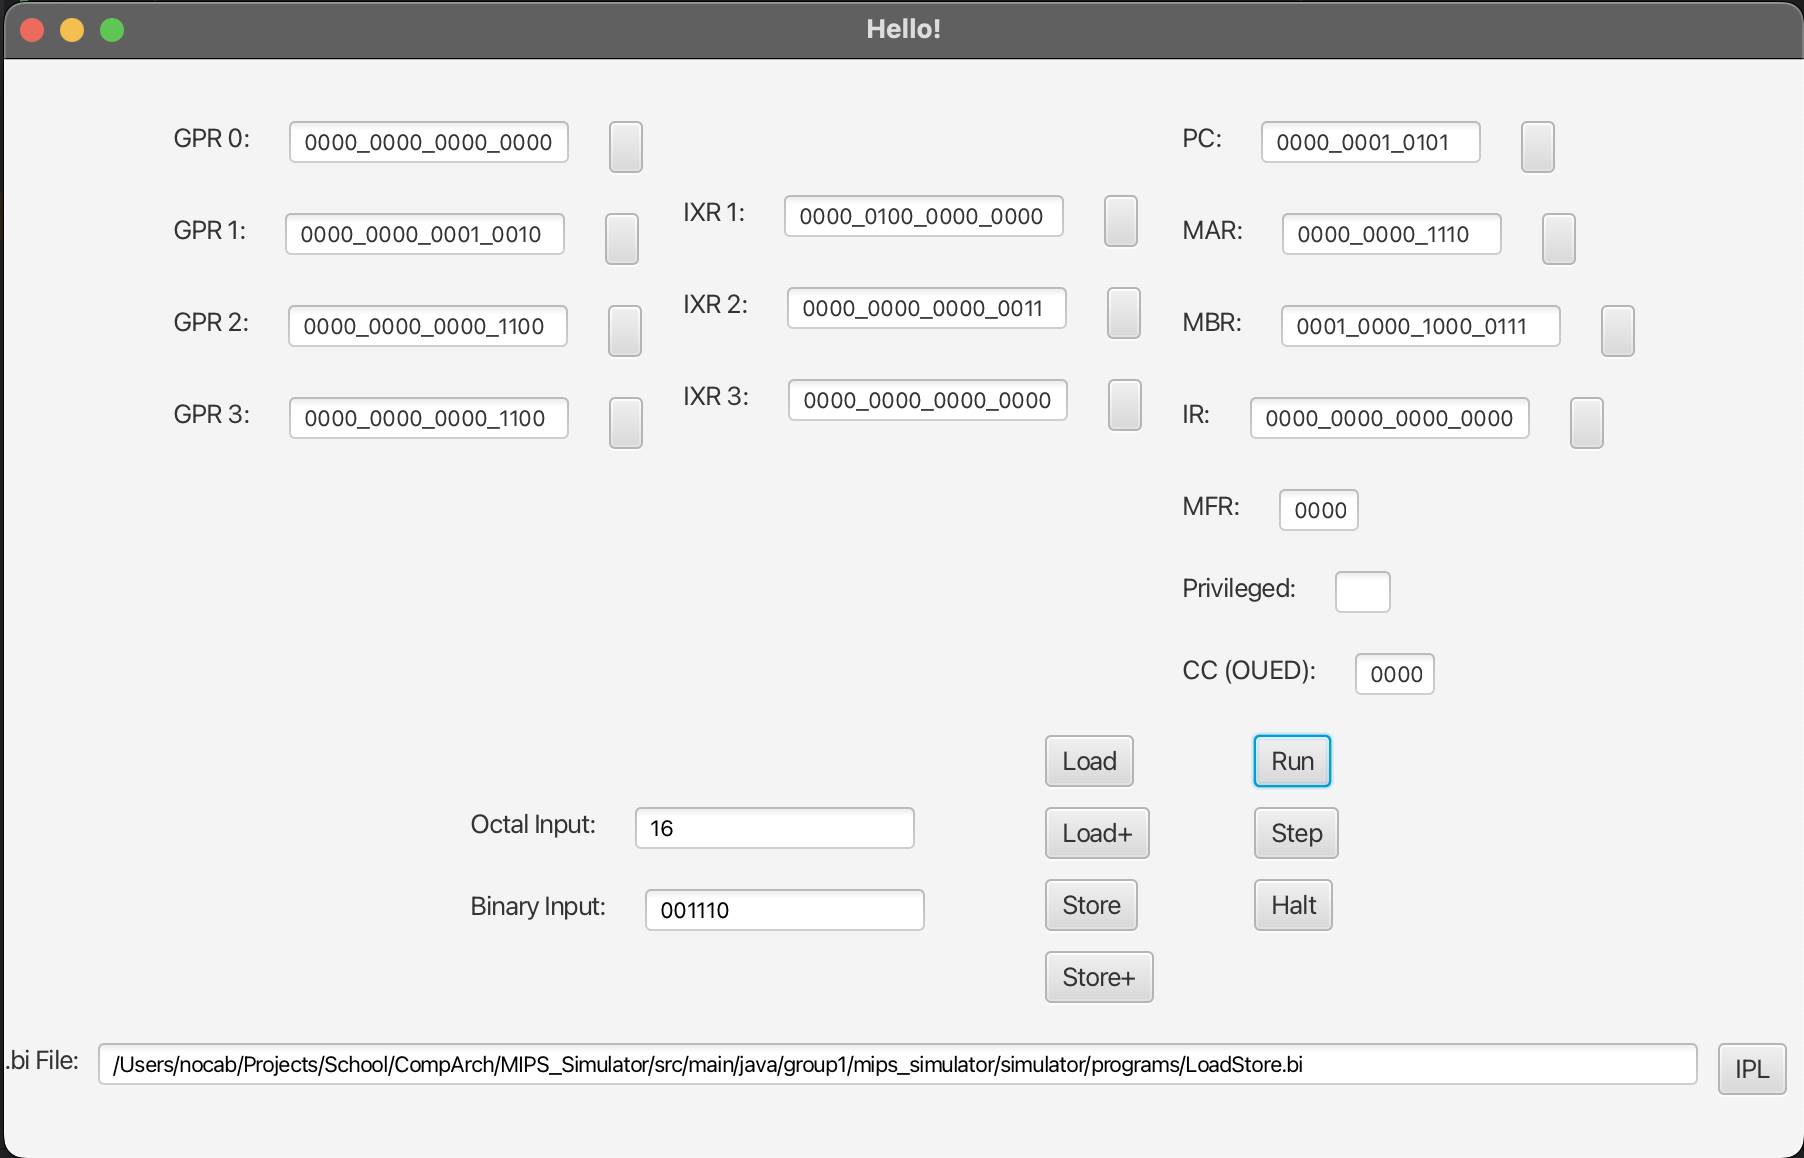 Hello!
GPR 0: 0000_0000_0000_0000
GPR 1: 0000_0000_0001_0010
GPR 2: 0000_0000_0000_1100
GPR 3: 0000_0000_0000_1100
IXR 1: 0000_0100_0000_0000
IXR 2: 0000_0000_0000_0011
IXR 3: 0000_0000_0000_0000
PC: 0000_0001_0101
MAR: 0000_0000_1110
MBR: 0001_0000_1000_0111
IR: 0000_0000_0000_0000
MFR: 0000
Privileged:
CC (OUED): 0000
Octal Input: 16
Binary Input: 001110
Load
Load+
Store
Store+
Run
Step
Halt
.bi File: /Users/nocab/Projects/School/CompArch/MIPS_Simulator/src/main/java/group1/mips_simulator/simulator/programs/LoadStore.bi IPL